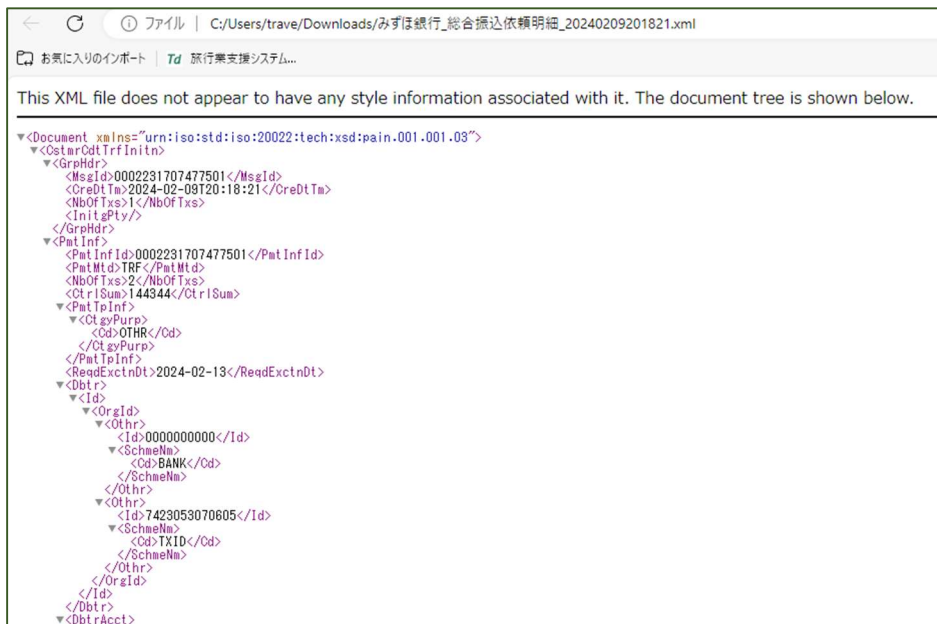 ファイル | C:/Users/trave/Downloads/みずほ銀行_総合振込依頼明細_20240209201821.xml
お気に入りのインポート | Td 旅行業支援システム...
This XML file does not appear to have any style information associated with it. The document tree is shown below.
▼<Document xmlns="urn:iso:std:iso:20022:tech:xsd:pain.001.001.03">
▼<CstmrCdtTrfInitn>
▼<GrpHdr>
<MsgId>0002231707477501</MsgId>
<CreDtTm>2024-02-09T20:18:21</CreDtTm>
<NbOfTxs>1</NbOfTxs>
<InitgPty/>
</GrpHdr>
▼<PmtInf>
<PmtInfId>0002231707477501</PmtInfId>
<PmtMtd>TRF</PmtMtd>
<NbOfTxs>2</NbOfTxs>
<CtrlSum>144344</CtrlSum>
▼<PmtTpInf>
▼<CtgyPurp>
<Cd>OTHR</Cd>
</CtgyPurp>
</PmtTpInf>
<ReqdExctnDt>2024-02-13</ReqdExctnDt>
▼<Dbtr>
▼<Id>
▼<OrgId>
▼<Othr>
<Id>0000000000</Id>
▼<SchmeNm>
<Cd>BANK</Cd>
</SchmeNm>
</Othr>
▼<Othr>
<Id>7423053070605</Id>
▼<SchmeNm>
<Cd>TXID</Cd>
</SchmeNm>
</Othr>
</OrgId>
</Id>
</Dbtr>
▼<DbtrAcct>